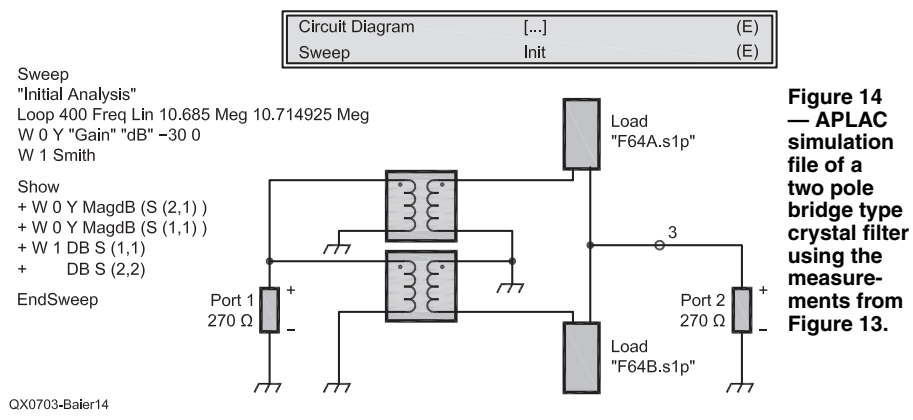 Circuit Diagram [...] (E)
Sweep Init (E)
Sweep
"Initial Analysis"
Loop 400 Freq Lin 10.685 Meg 10.714925 Meg
W 0 Y "Gain" "dB" −30 0
W 1 Smith
Show
+ W 0 Y MagdB (S (2,1) )
+ W 0 Y MagdB (S (1,1) )
+ W 1 DB S (1,1)
+ DB S (2,2)
EndSweep
Load
"F64A.s1p"
3
Port 1
270 Ω
+
−
Port 2
270 Ω
+
−
Load
"F64B.s1p"
Figure 14
— APLAC
simulation
file of a
two pole
bridge type
crystal filter
using the
measure-
ments from
Figure 13.
QX0703-Baier14